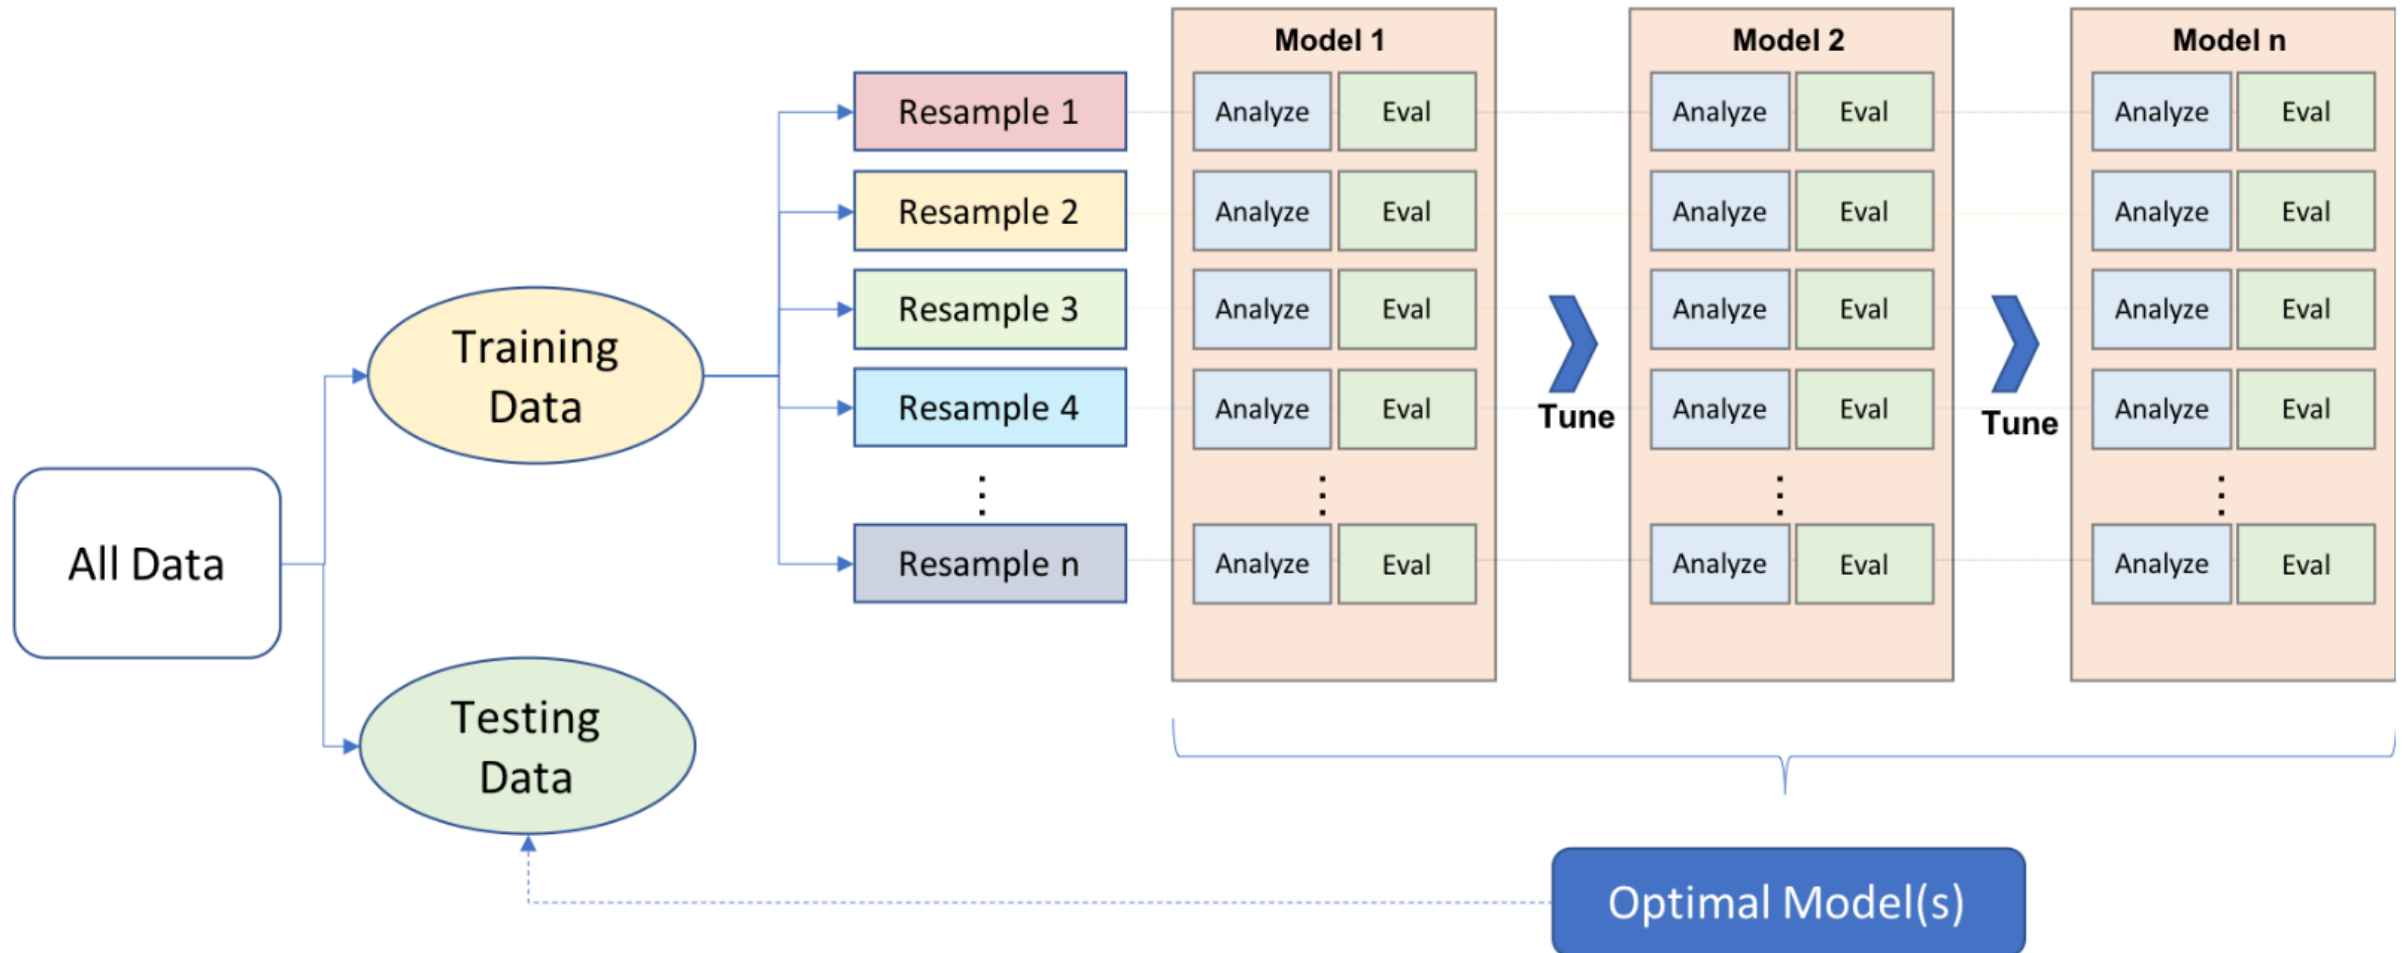 Model 1
Model 2
Model n
Resample 1
Analyze
Eval
Analyze
Eval
Analyze
Eval
Resample 2
Analyze
Eval
Analyze
Eval
Analyze
Eval
Resample 3
Analyze
Eval
Analyze
Eval
Analyze
Eval
Training
Data
Resample 4
Analyze
Eval
Tune
Analyze
Eval
Tune
Analyze
Eval
⋮
⋮
⋮
⋮
All Data
Resample n
Analyze
Eval
Analyze
Eval
Analyze
Eval
Testing
Data
Optimal Model(s)